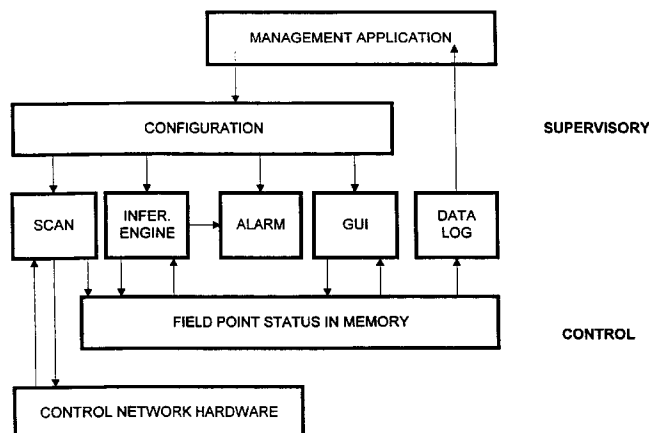 MANAGEMENT APPLICATION
CONFIGURATION
SUPERVISORY
SCAN
INFER.
ENGINE
ALARM
GUI
DATA
LOG
FIELD POINT STATUS IN MEMORY
CONTROL
CONTROL NETWORK HARDWARE